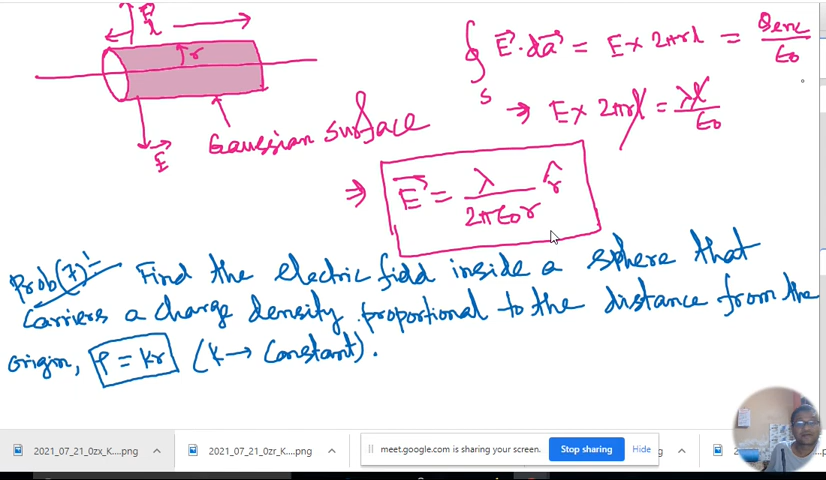 l
r
∮ E⃗·da⃗ = E × 2πrl = Qenc/ε₀
S
⇒ E × 2πrl = λl/ε₀
E⃗
Gaussian surface
⇒ E⃗ = λ/2πε₀r r̂
Prob(7):- Find the electric field inside a sphere that
carriers a charge density proportional to the distance from the
origin, ρ = kr (k → constant).
2021_07_21_0zx_K....png
2021_07_21_0zr_K....png
meet.google.com is sharing your screen.
Stop sharing
Hide